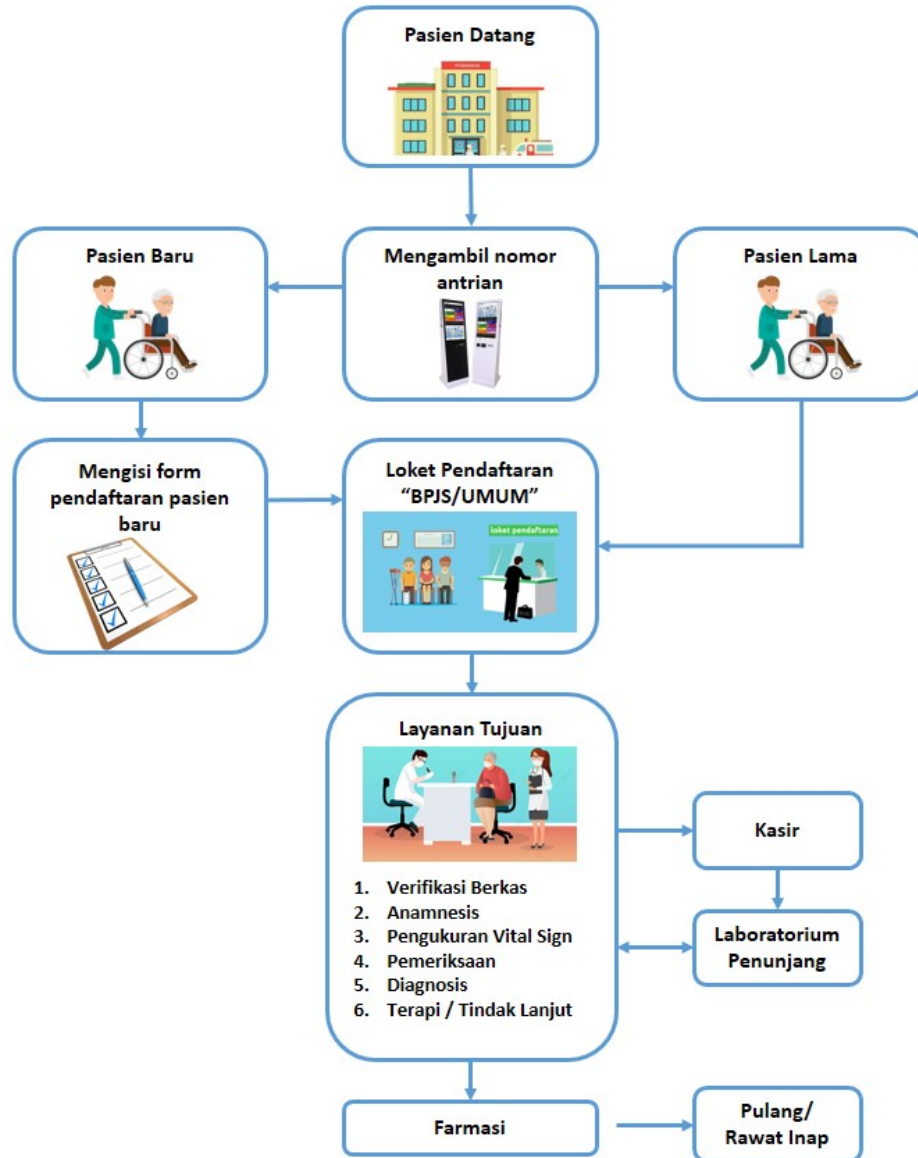 Pasien Datang
Pasien Baru
Mengambil nomor
antrian
Pasien Lama
Mengisi form
pendaftaran pasien
baru
Loket Pendaftaran
“BPJS/UMUM”
loket pendaftaran
Layanan Tujuan
1. Verifikasi Berkas
2. Anamnesis
3. Pengukuran Vital Sign
4. Pemeriksaan
5. Diagnosis
6. Terapi / Tindak Lanjut
Kasir
Laboratorium
Penunjang
Farmasi
Pulang/
Rawat Inap